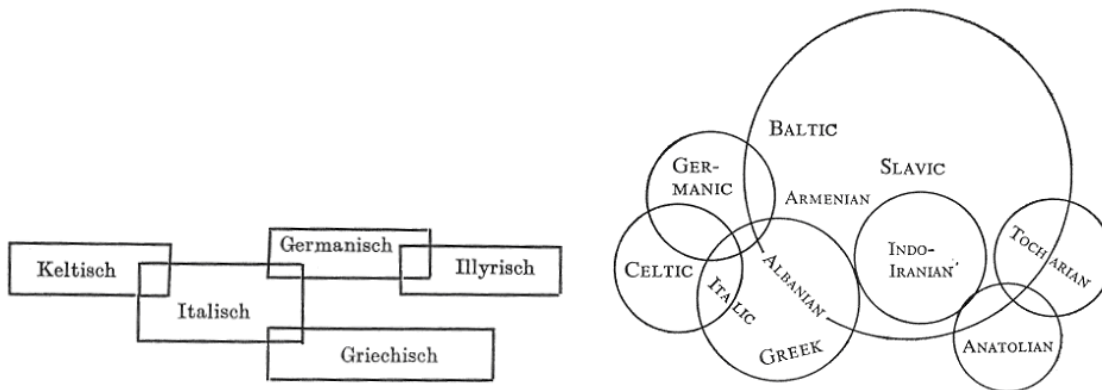 Keltisch
Germanisch
Illyrisch
Italisch
Griechisch
BALTIC
GER-
MANIC
SLAVIC
ARMENIAN
CELTIC
ITALIC
ALBANIAN
INDO-
IRANIAN
TOCHARIAN
GREEK
ANATOLIAN